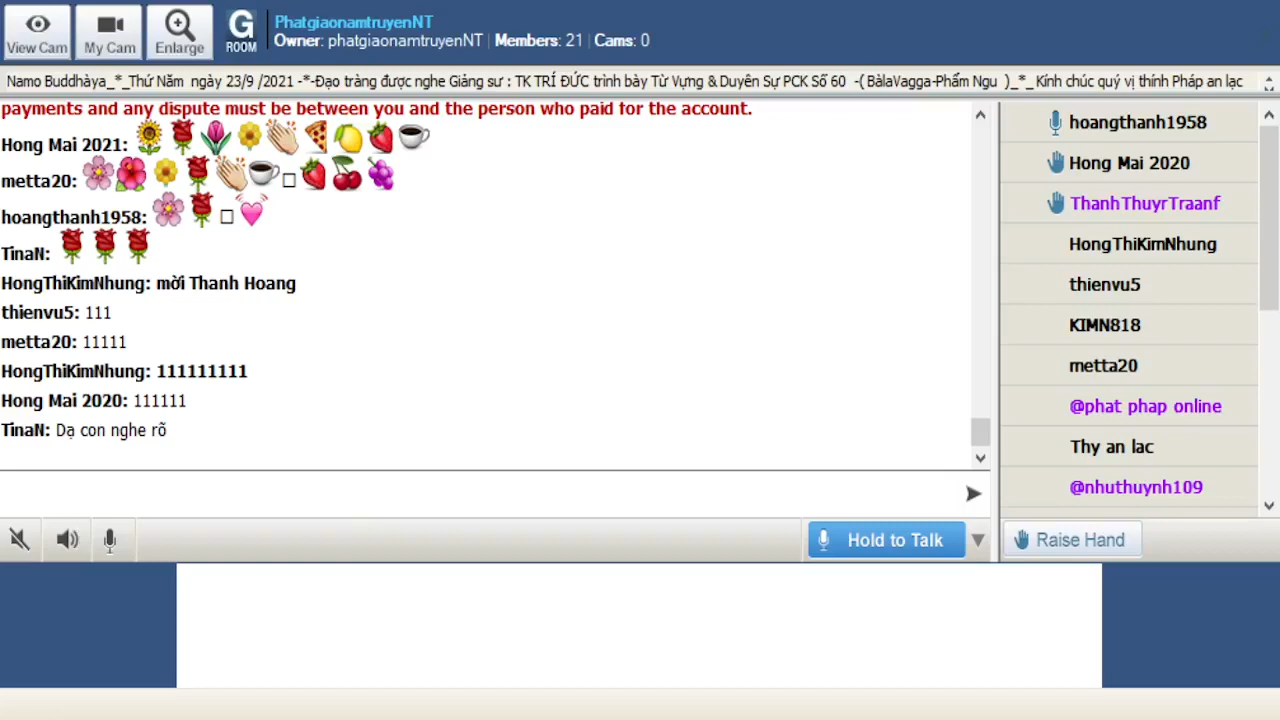 View Cam
My Cam
Enlarge
G
ROOM
PhatgiaonamtruyenNT
Owner: phatgiaonamtruyenNT | Members: 21 | Cams: 0
Namo Buddhàya_*_Thứ Năm ngày 23/9 /2021 -*-Đạo tràng được nghe Giảng sư : TK TRÍ ĐỨC trình bày Từ Vựng & Duyên Sự PCK Số 60 -( BàlaVagga-Phẩm Ngu )_*_ Kính chúc quý vị thính Pháp an lạc
payments and any dispute must be between you and the person who paid for the account.
Hong Mai 2021:
metta20:
hoangthanh1958:
TinaN:
HongThiKimNhung: mời Thanh Hoang
thienvu5: 111
metta20: 11111
HongThiKimNhung: 111111111
Hong Mai 2020: 111111
TinaN: Dạ con nghe rõ
hoangthanh1958
Hong Mai 2020
ThanhThuyrTraanf
HongThiKimNhung
thienvu5
KIMN818
metta20
@phat phap online
Thy an lac
@nhuthuynh109
Hold to Talk
Raise Hand